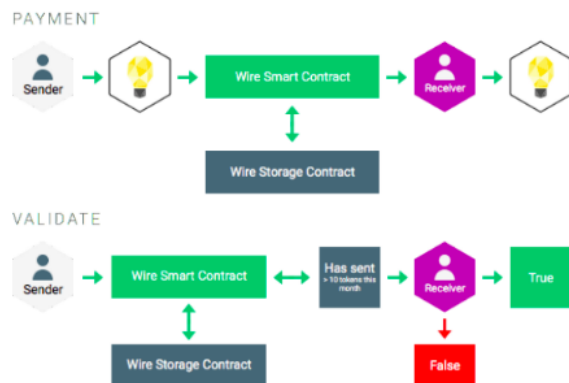 PAYMENT
Sender
Wire Smart Contract
Receiver
Wire Storage Contract
VALIDATE
Sender
Wire Smart Contract
Has sent
> 10 tokens this
month
Receiver
True
Wire Storage Contract
False